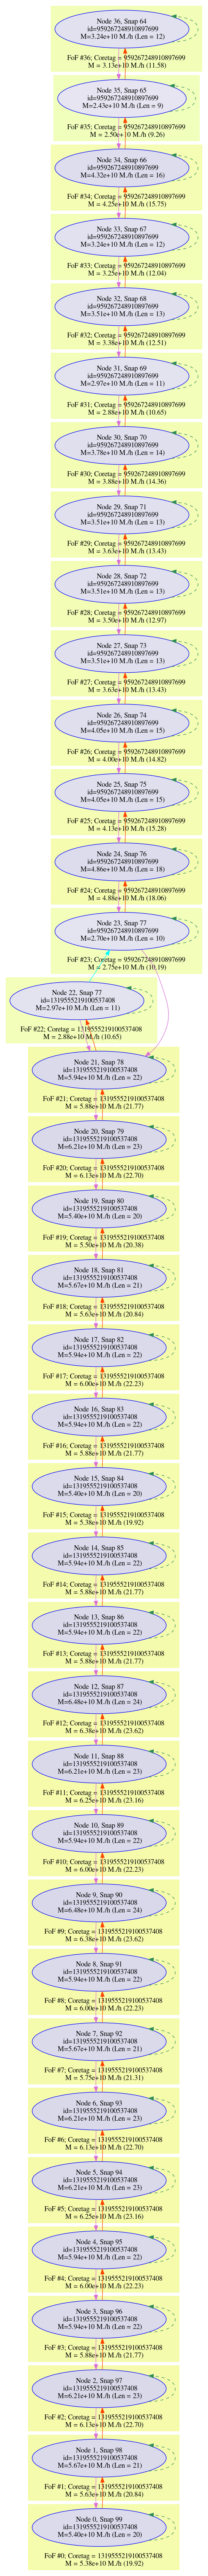 Node 36, Snap 64
id=959267248910897699
M=3.24e+10 M./h (Len = 12)
FoF #36; Coretag = 959267248910897699
M = 3.13e+10 M./h (11.58)
Node 35, Snap 65
id=959267248910897699
M=2.43e+10 M./h (Len = 9)
FoF #35; Coretag = 959267248910897699
M = 2.50e+10 M./h (9.26)
Node 34, Snap 66
id=959267248910897699
M=4.32e+10 M./h (Len = 16)
FoF #34; Coretag = 959267248910897699
M = 4.25e+10 M./h (15.75)
Node 33, Snap 67
id=959267248910897699
M=3.24e+10 M./h (Len = 12)
FoF #33; Coretag = 959267248910897699
M = 3.25e+10 M./h (12.04)
Node 32, Snap 68
id=959267248910897699
M=3.51e+10 M./h (Len = 13)
FoF #32; Coretag = 959267248910897699
M = 3.38e+10 M./h (12.51)
Node 31, Snap 69
id=959267248910897699
M=2.97e+10 M./h (Len = 11)
FoF #31; Coretag = 959267248910897699
M = 2.88e+10 M./h (10.65)
Node 30, Snap 70
id=959267248910897699
M=3.78e+10 M./h (Len = 14)
FoF #30; Coretag = 959267248910897699
M = 3.88e+10 M./h (14.36)
Node 29, Snap 71
id=959267248910897699
M=3.51e+10 M./h (Len = 13)
FoF #29; Coretag = 959267248910897699
M = 3.63e+10 M./h (13.43)
Node 28, Snap 72
id=959267248910897699
M=3.51e+10 M./h (Len = 13)
FoF #28; Coretag = 959267248910897699
M = 3.50e+10 M./h (12.97)
Node 27, Snap 73
id=959267248910897699
M=3.51e+10 M./h (Len = 13)
FoF #27; Coretag = 959267248910897699
M = 3.63e+10 M./h (13.43)
Node 26, Snap 74
id=959267248910897699
M=4.05e+10 M./h (Len = 15)
FoF #26; Coretag = 959267248910897699
M = 4.00e+10 M./h (14.82)
Node 25, Snap 75
id=959267248910897699
M=4.05e+10 M./h (Len = 15)
FoF #25; Coretag = 959267248910897699
M = 4.13e+10 M./h (15.28)
Node 24, Snap 76
id=959267248910897699
M=4.86e+10 M./h (Len = 18)
FoF #24; Coretag = 959267248910897699
M = 4.88e+10 M./h (18.06)
Node 23, Snap 77
id=959267248910897699
M=2.70e+10 M./h (Len = 10)
FoF #23; Coretag = 959267248910897699
M = 2.75e+10 M./h (10.19)
Node 22, Snap 77
id=1319555219100537408
M=2.97e+10 M./h (Len = 11)
FoF #22; Coretag = 1319555219100537408
M = 2.88e+10 M./h (10.65)
Node 21, Snap 78
id=1319555219100537408
M=5.94e+10 M./h (Len = 22)
FoF #21; Coretag = 1319555219100537408
M = 5.88e+10 M./h (21.77)
Node 20, Snap 79
id=1319555219100537408
M=6.21e+10 M./h (Len = 23)
FoF #20; Coretag = 1319555219100537408
M = 6.13e+10 M./h (22.70)
Node 19, Snap 80
id=1319555219100537408
M=5.40e+10 M./h (Len = 20)
FoF #19; Coretag = 1319555219100537408
M = 5.50e+10 M./h (20.38)
Node 18, Snap 81
id=1319555219100537408
M=5.67e+10 M./h (Len = 21)
FoF #18; Coretag = 1319555219100537408
M = 5.63e+10 M./h (20.84)
Node 17, Snap 82
id=1319555219100537408
M=5.94e+10 M./h (Len = 22)
FoF #17; Coretag = 1319555219100537408
M = 6.00e+10 M./h (22.23)
Node 16, Snap 83
id=1319555219100537408
M=5.94e+10 M./h (Len = 22)
FoF #16; Coretag = 1319555219100537408
M = 5.88e+10 M./h (21.77)
Node 15, Snap 84
id=1319555219100537408
M=5.40e+10 M./h (Len = 20)
FoF #15; Coretag = 1319555219100537408
M = 5.38e+10 M./h (19.92)
Node 14, Snap 85
id=1319555219100537408
M=5.94e+10 M./h (Len = 22)
FoF #14; Coretag = 1319555219100537408
M = 5.88e+10 M./h (21.77)
Node 13, Snap 86
id=1319555219100537408
M=5.94e+10 M./h (Len = 22)
FoF #13; Coretag = 1319555219100537408
M = 5.88e+10 M./h (21.77)
Node 12, Snap 87
id=1319555219100537408
M=6.48e+10 M./h (Len = 24)
FoF #12; Coretag = 1319555219100537408
M = 6.38e+10 M./h (23.62)
Node 11, Snap 88
id=1319555219100537408
M=6.21e+10 M./h (Len = 23)
FoF #11; Coretag = 1319555219100537408
M = 6.25e+10 M./h (23.16)
Node 10, Snap 89
id=1319555219100537408
M=5.94e+10 M./h (Len = 22)
FoF #10; Coretag = 1319555219100537408
M = 6.00e+10 M./h (22.23)
Node 9, Snap 90
id=1319555219100537408
M=6.48e+10 M./h (Len = 24)
FoF #9; Coretag = 1319555219100537408
M = 6.38e+10 M./h (23.62)
Node 8, Snap 91
id=1319555219100537408
M=5.94e+10 M./h (Len = 22)
FoF #8; Coretag = 1319555219100537408
M = 6.00e+10 M./h (22.23)
Node 7, Snap 92
id=1319555219100537408
M=5.67e+10 M./h (Len = 21)
FoF #7; Coretag = 1319555219100537408
M = 5.75e+10 M./h (21.31)
Node 6, Snap 93
id=1319555219100537408
M=6.21e+10 M./h (Len = 23)
FoF #6; Coretag = 1319555219100537408
M = 6.13e+10 M./h (22.70)
Node 5, Snap 94
id=1319555219100537408
M=6.21e+10 M./h (Len = 23)
FoF #5; Coretag = 1319555219100537408
M = 6.25e+10 M./h (23.16)
Node 4, Snap 95
id=1319555219100537408
M=5.94e+10 M./h (Len = 22)
FoF #4; Coretag = 1319555219100537408
M = 6.00e+10 M./h (22.23)
Node 3, Snap 96
id=1319555219100537408
M=5.94e+10 M./h (Len = 22)
FoF #3; Coretag = 1319555219100537408
M = 5.88e+10 M./h (21.77)
Node 2, Snap 97
id=1319555219100537408
M=6.21e+10 M./h (Len = 23)
FoF #2; Coretag = 1319555219100537408
M = 6.13e+10 M./h (22.70)
Node 1, Snap 98
id=1319555219100537408
M=5.67e+10 M./h (Len = 21)
FoF #1; Coretag = 1319555219100537408
M = 5.63e+10 M./h (20.84)
Node 0, Snap 99
id=1319555219100537408
M=5.40e+10 M./h (Len = 20)
FoF #0; Coretag = 1319555219100537408
M = 5.38e+10 M./h (19.92)